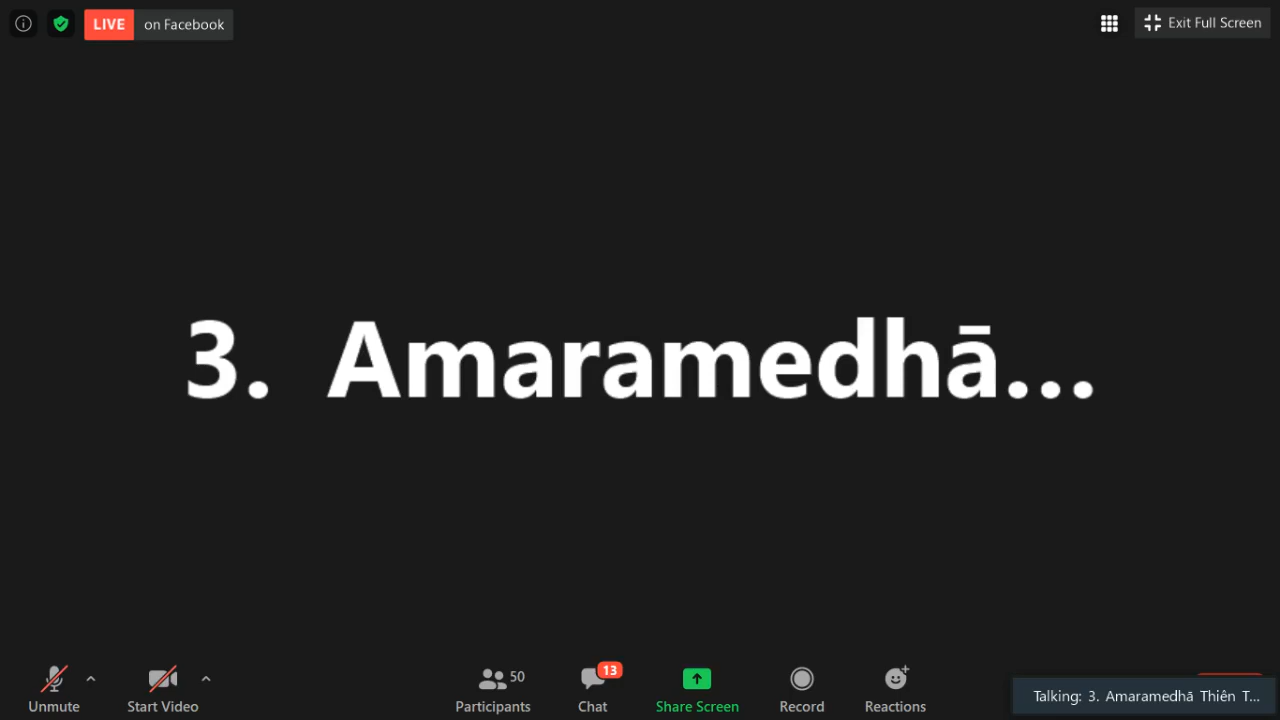 LIVE on Facebook
Exit Full Screen
3. Amaramedhā...
Unmute
Start Video
50
Participants
13
Chat
Share Screen
Record
Reactions
Talking: 3. Amaramedhā Thiên T...